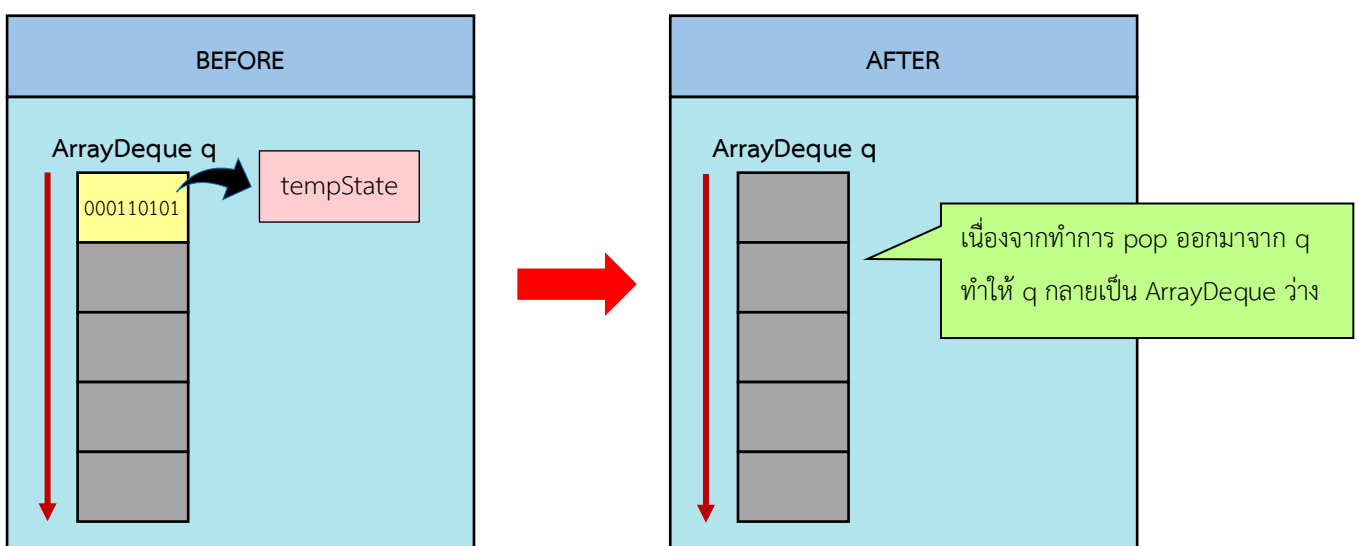 BEFORE
ArrayDeque q
000110101
tempState
AFTER
ArrayDeque q
เนื่องจากทำการ pop ออกมาจาก q
ทำให้ q กลายเป็น ArrayDeque ว่าง